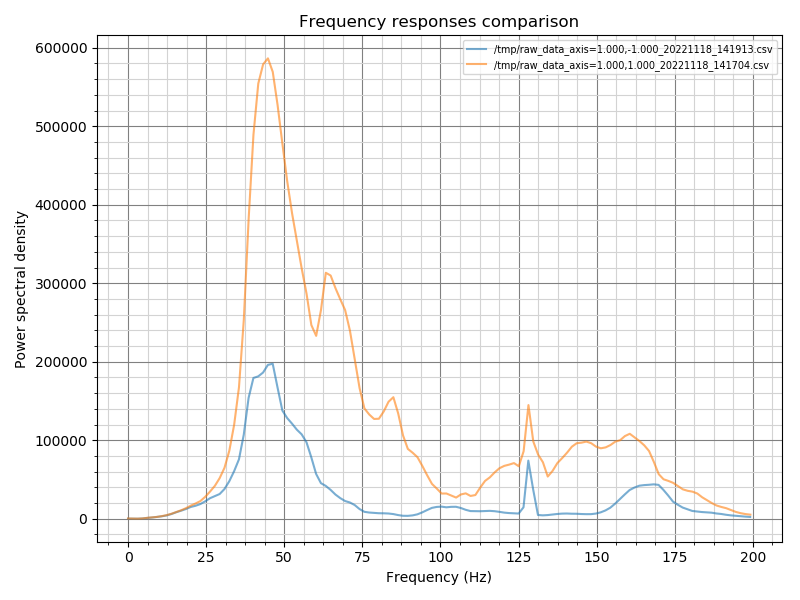 Frequency responses comparison
/tmp/raw_data_axis=1.000,-1.000_20221118_141913.csv
/tmp/raw_data_axis=1.000,1.000_20221118_141704.csv
600000
500000
400000
300000
200000
100000
0
Power spectral density
0 25 50 75 100 125 150 175 200
Frequency (Hz)